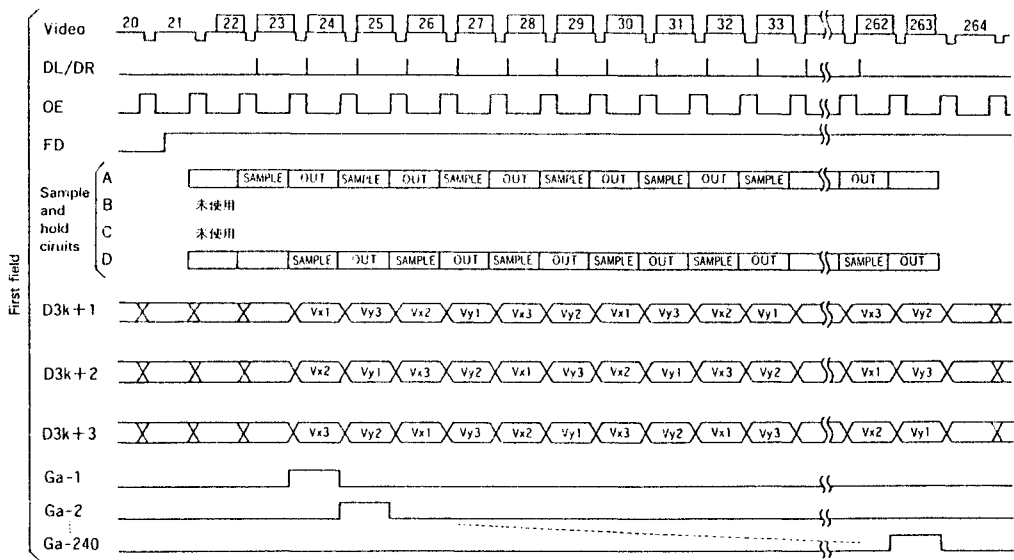 Video 20 21 22 23 24 25 26 27 28 29 30 31 32 33 262 263 264
DL/DR
OE
FD
First field
Sample and hold ciruits
A SAMPLE OUT SAMPLE OUT SAMPLE OUT SAMPLE OUT SAMPLE OUT SAMPLE OUT
B 未使用
C 未使用
D SAMPLE OUT SAMPLE OUT SAMPLE OUT SAMPLE OUT SAMPLE OUT SAMPLE OUT
D3k+1 Vx1 Vy3 Vx2 Vy1 Vx3 Vy2 Vx1 Vy3 Vx2 Vy1 Vx3 Vy2
D3k+2 Vx2 Vy1 Vx3 Vy2 Vx1 Vy3 Vx2 Vy1 Vx3 Vy2 Vx1 Vy3
D3k+3 Vx3 Vy2 Vx1 Vy3 Vx2 Vy1 Vx3 Vy2 Vx1 Vy3 Vx2 Vy1
Ga-1
Ga-2
Ga-240